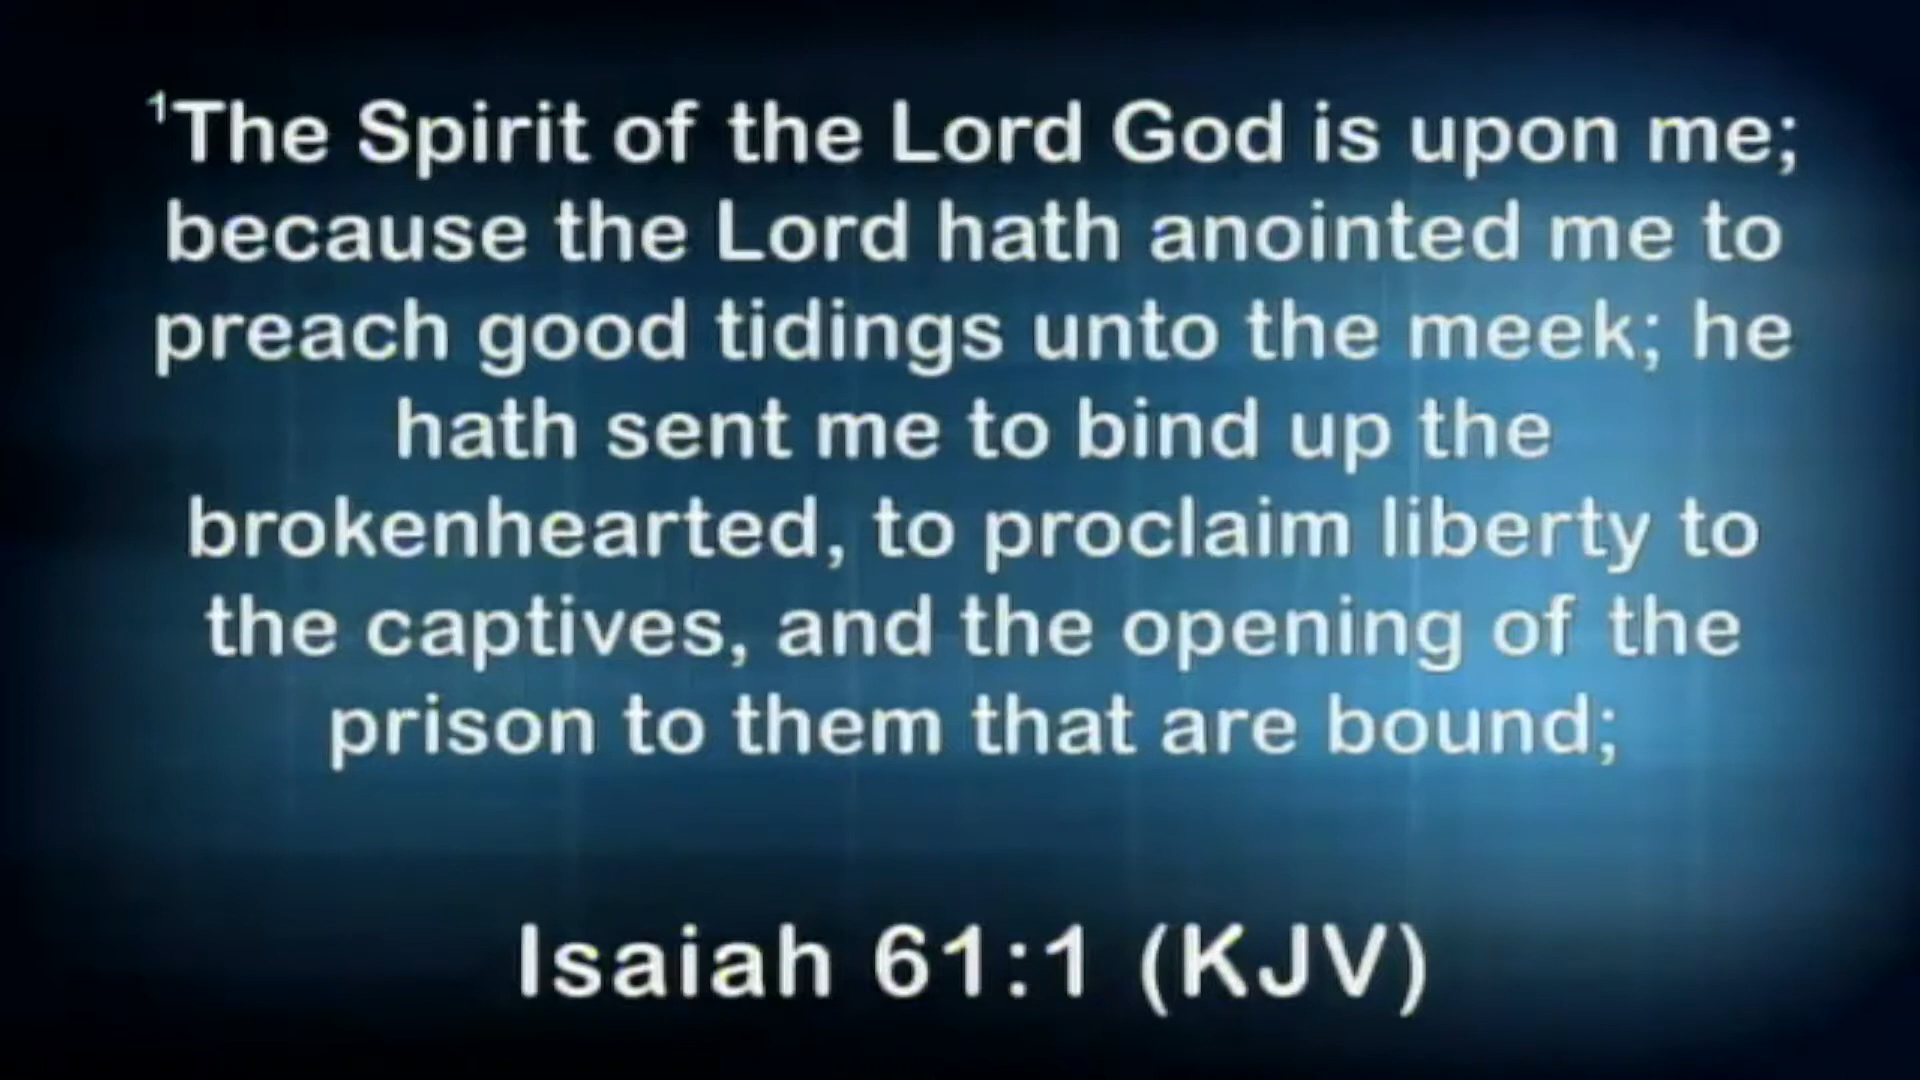 ¹The Spirit of the Lord God is upon me;
because the Lord hath anointed me to
preach good tidings unto the meek; he
hath sent me to bind up the
brokenhearted, to proclaim liberty to
the captives, and the opening of the
prison to them that are bound;
Isaiah 61:1 (KJV)